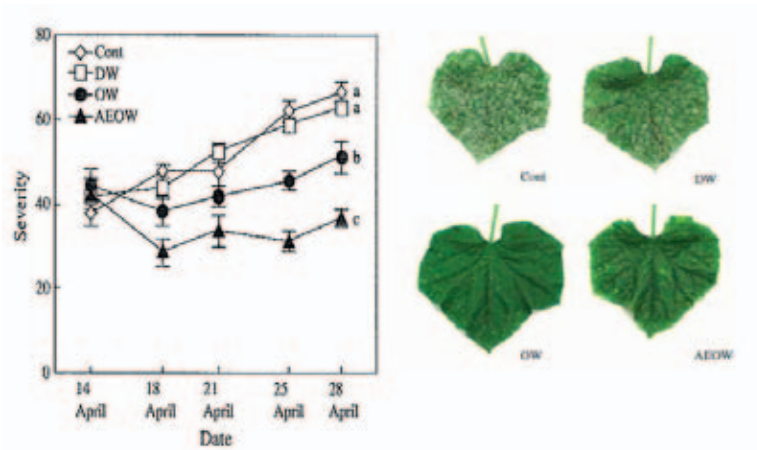 80
60
40
20
0
Severity
Cont
DW
OW
AEOW
a
a
b
c
14 April
18 April
21 April
25 April
28 April
Date
Cont
DW
OW
AEOW